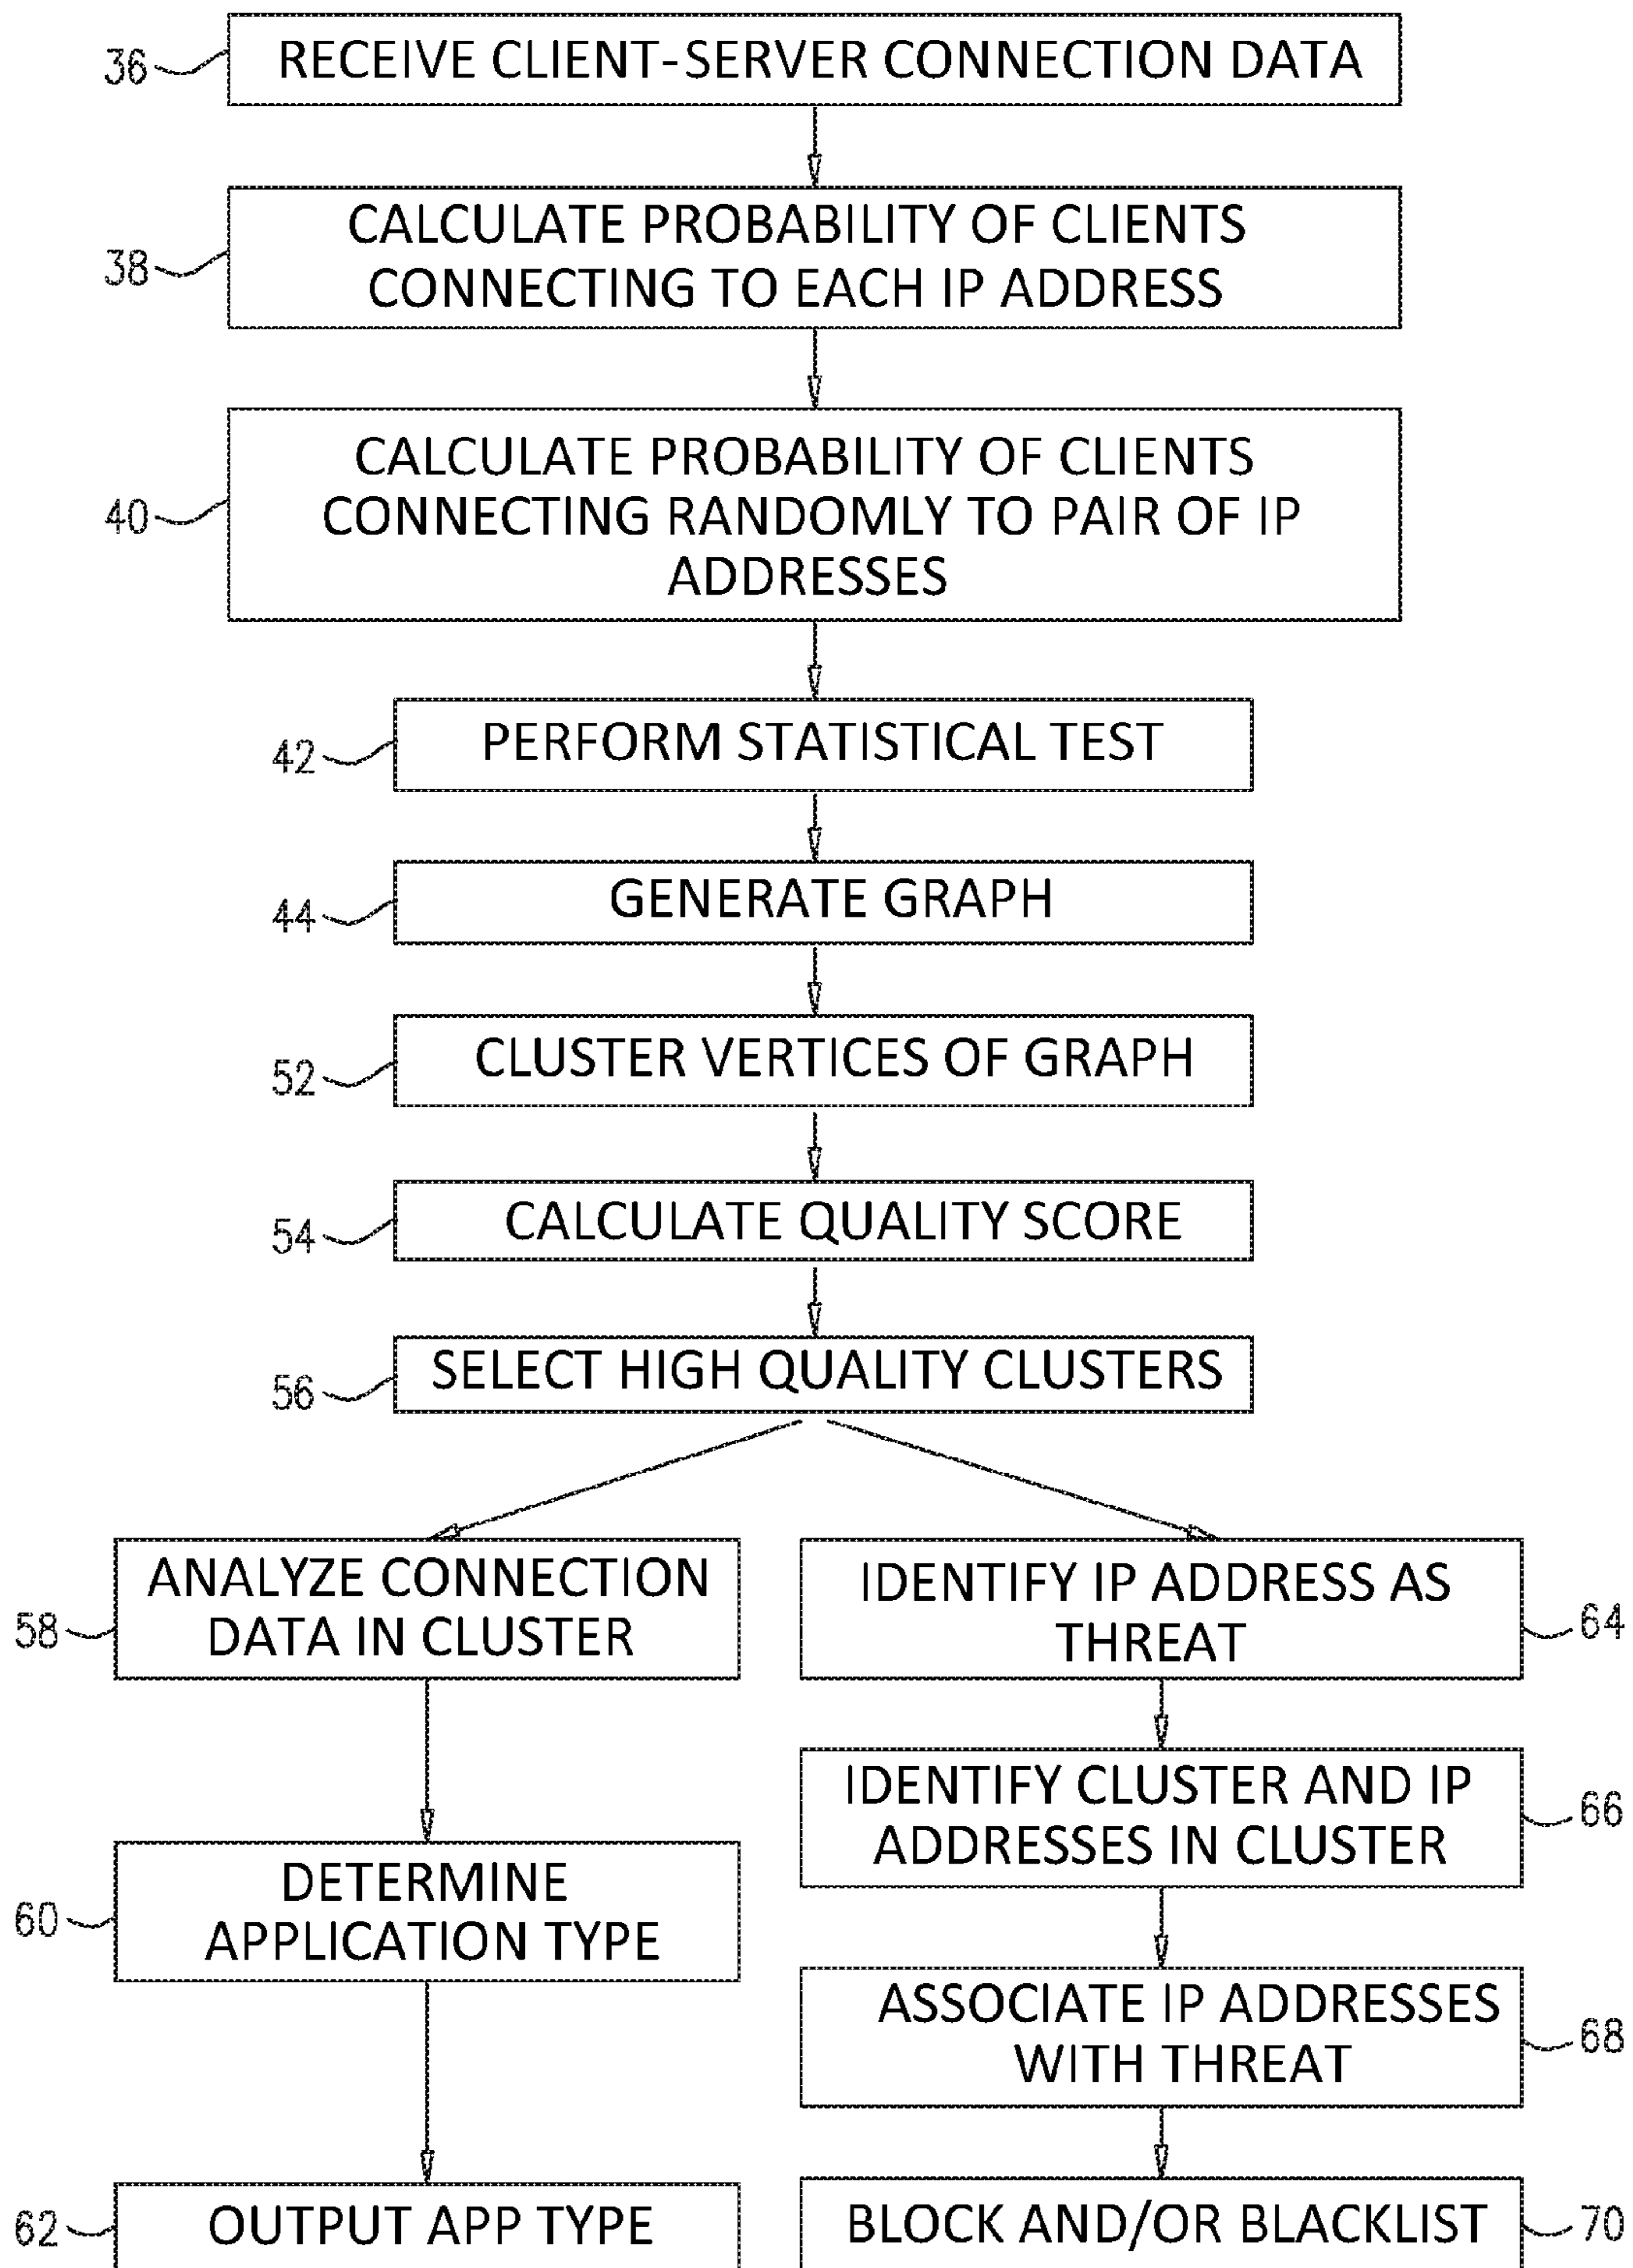 36
RECEIVE CLIENT-SERVER CONNECTION DATA
38
CALCULATE PROBABILITY OF CLIENTS
CONNECTING TO EACH IP ADDRESS
40
CALCULATE PROBABILITY OF CLIENTS
CONNECTING RANDOMLY TO PAIR OF IP
ADDRESSES
42
PERFORM STATISTICAL TEST
44
GENERATE GRAPH
52
CLUSTER VERTICES OF GRAPH
54
CALCULATE QUALITY SCORE
56
SELECT HIGH QUALITY CLUSTERS
58
ANALYZE CONNECTION
DATA IN CLUSTER
60
DETERMINE
APPLICATION TYPE
62
OUTPUT APP TYPE
IDENTIFY IP ADDRESS AS
THREAT
64
IDENTIFY CLUSTER AND IP
ADDRESSES IN CLUSTER
66
ASSOCIATE IP ADDRESSES
WITH THREAT
68
BLOCK AND/OR BLACKLIST
70